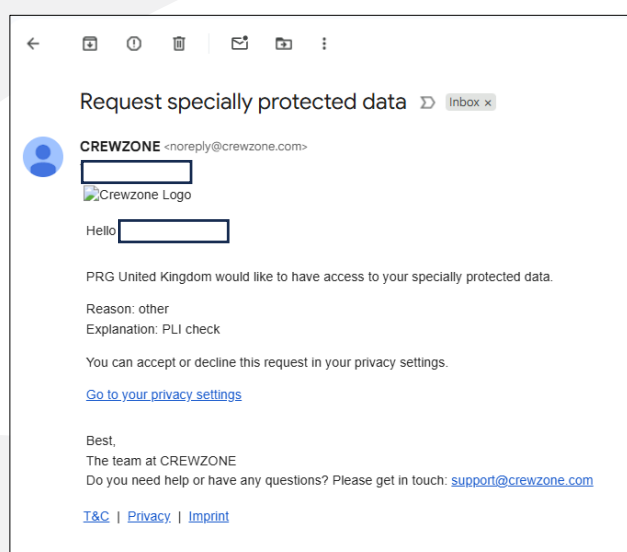 Request specially protected data Inbox ×
CREWZONE <noreply@crewzone.com>
Crewzone Logo
Hello
PRG United Kingdom would like to have access to your specially protected data.
Reason: other
Explanation: PLI check
You can accept or decline this request in your privacy settings.
Go to your privacy settings
Best,
The team at CREWZONE
Do you need help or have any questions? Please get in touch: support@crewzone.com
T&C | Privacy | Imprint